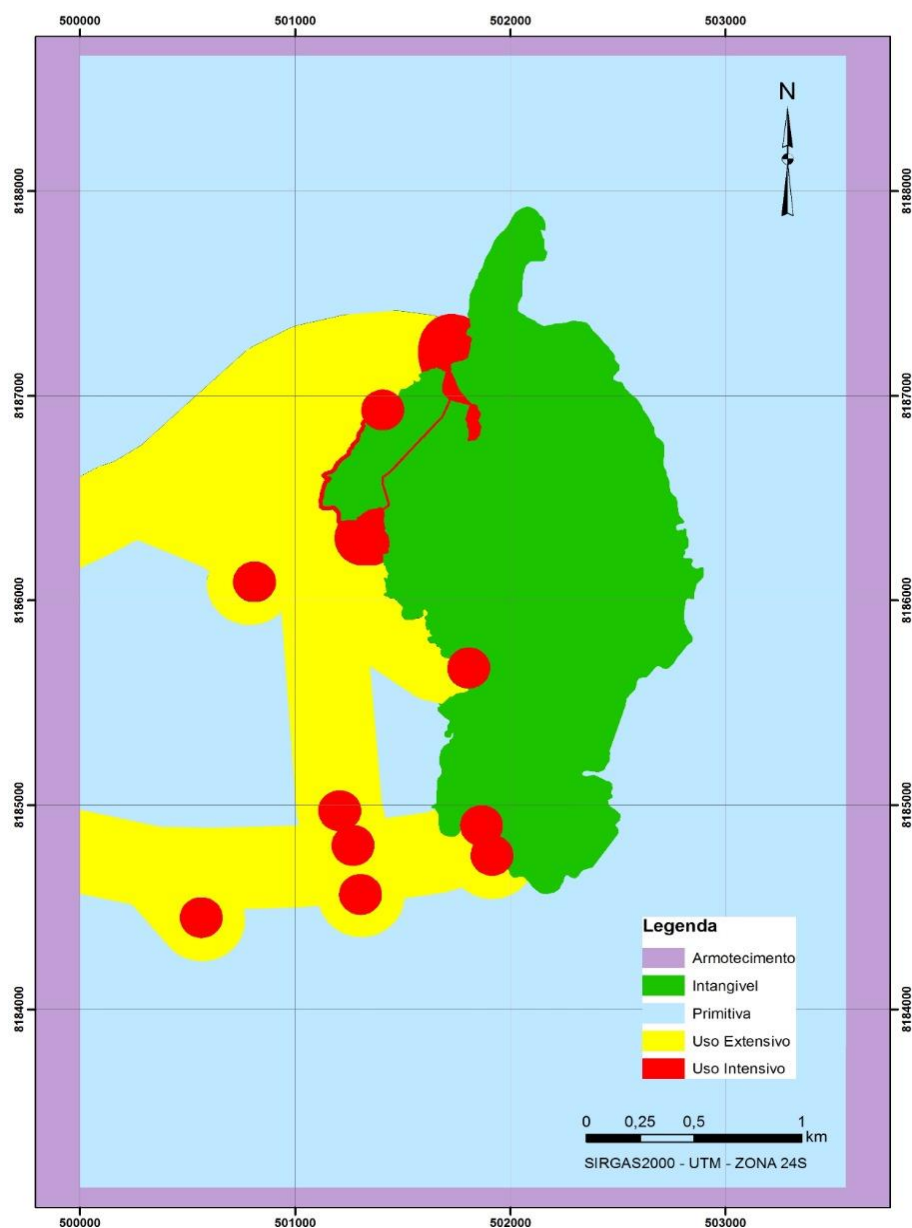 500000 501000 502000 503000
N
8188000 8188000
8187000 8187000
8186000 8186000
8185000 8185000
8184000 8184000
Legenda
Armotecimento
Intangivel
Primitiva
Uso Extensivo
Uso Intensivo
0 0,25 0,5 1
km
SIRGAS2000 - UTM - ZONA 24S
500000 501000 502000 503000